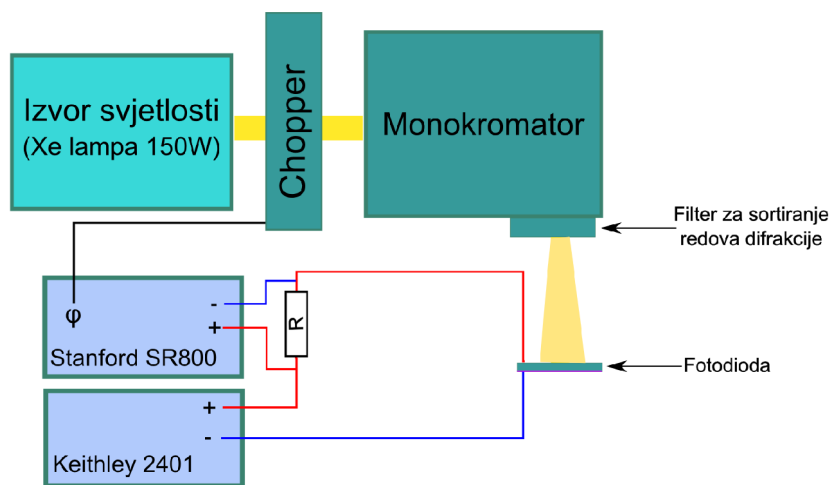 Izvor svjetlosti
(Xe lampa 150W)
Chopper
Monokromator
Filter za sortiranje
redova difrakcije
φ
-
+
R
Stanford SR800
Fotodioda
+
-
Keithley 2401